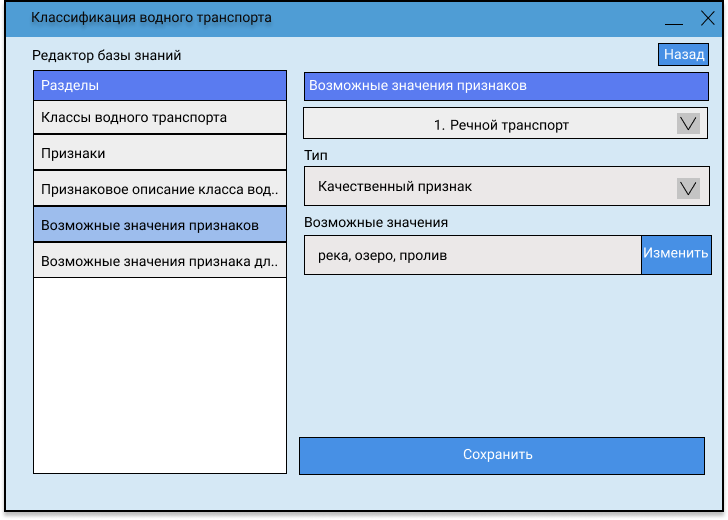 Классификация водного транспорта
Редактор базы знаний
Назад
Разделы
Классы водного транспорта
Признаки
Признаковое описание класса вод..
Возможные значения признаков
Возможные значения признака дл..
Возможные значения признаков
1. Речной транспорт
Тип
Качественный признак
Возможные значения
река, озеро, пролив
Изменить
Сохранить